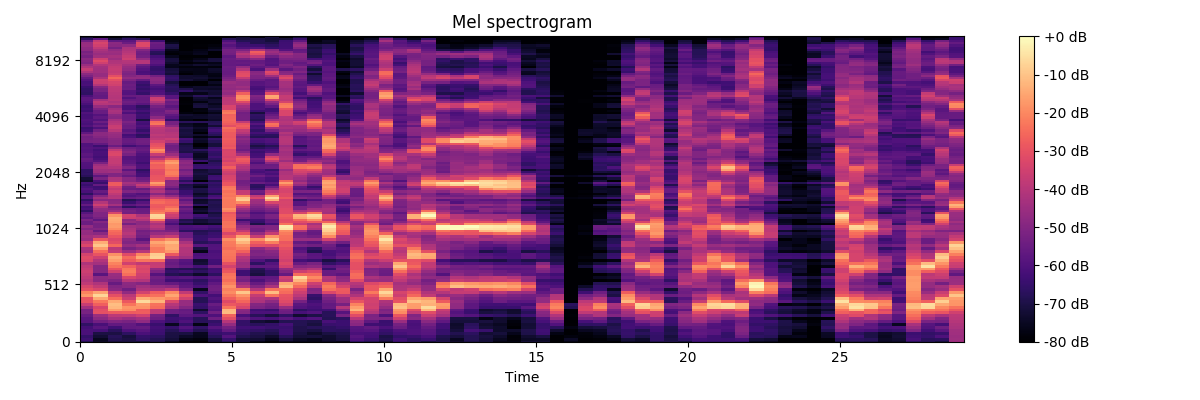 Mel spectrogram
+0 dB
8192
-10 dB
-20 dB
4096
-30 dB
2048
-40 dB
Hz
1024
-50 dB
-60 dB
512
-70 dB
0
-80 dB
0 5 10 15 20 25
Time